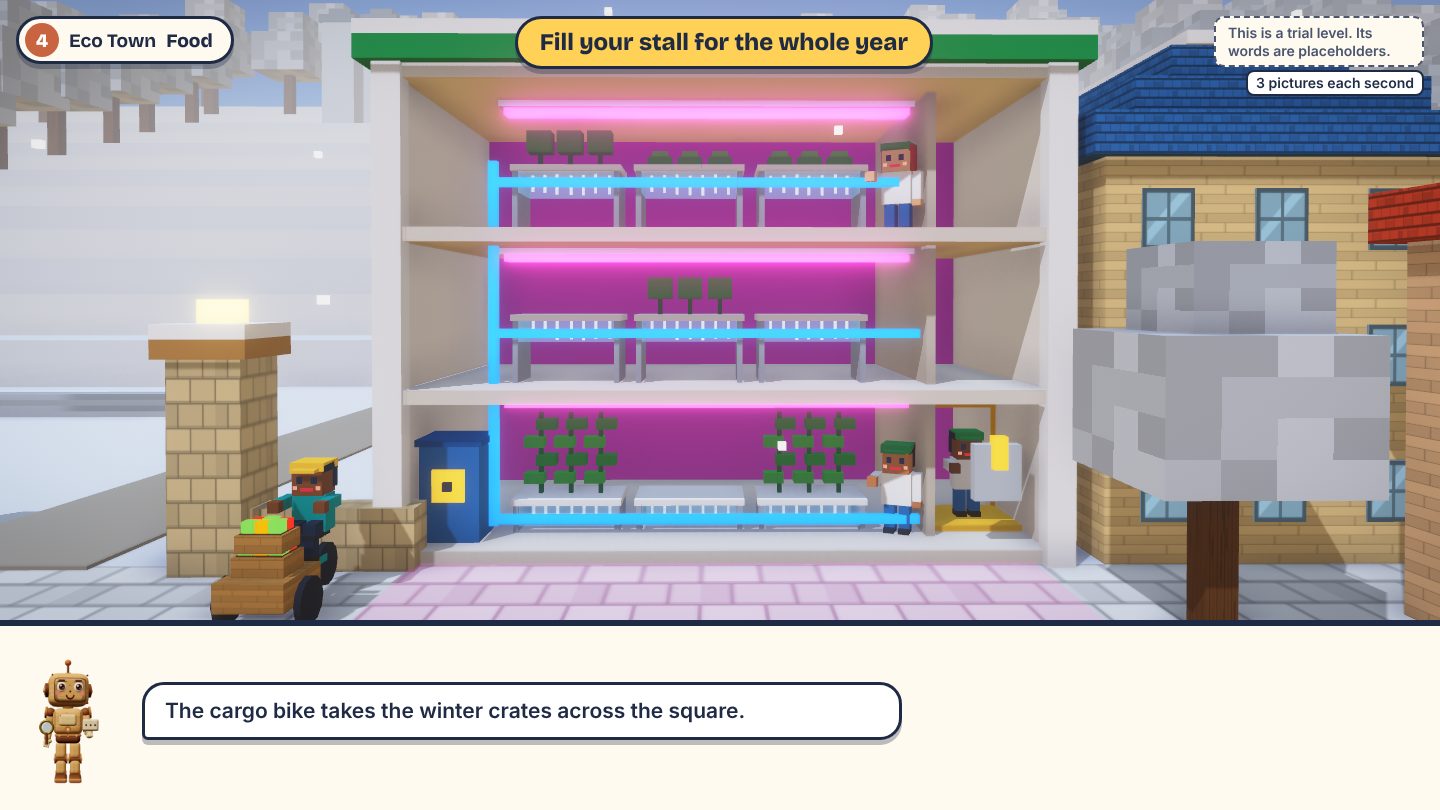 4 Eco Town Food
Fill your stall for the whole year
This is a trial level. Its
words are placeholders.
3 pictures each second
The cargo bike takes the winter crates across the square.